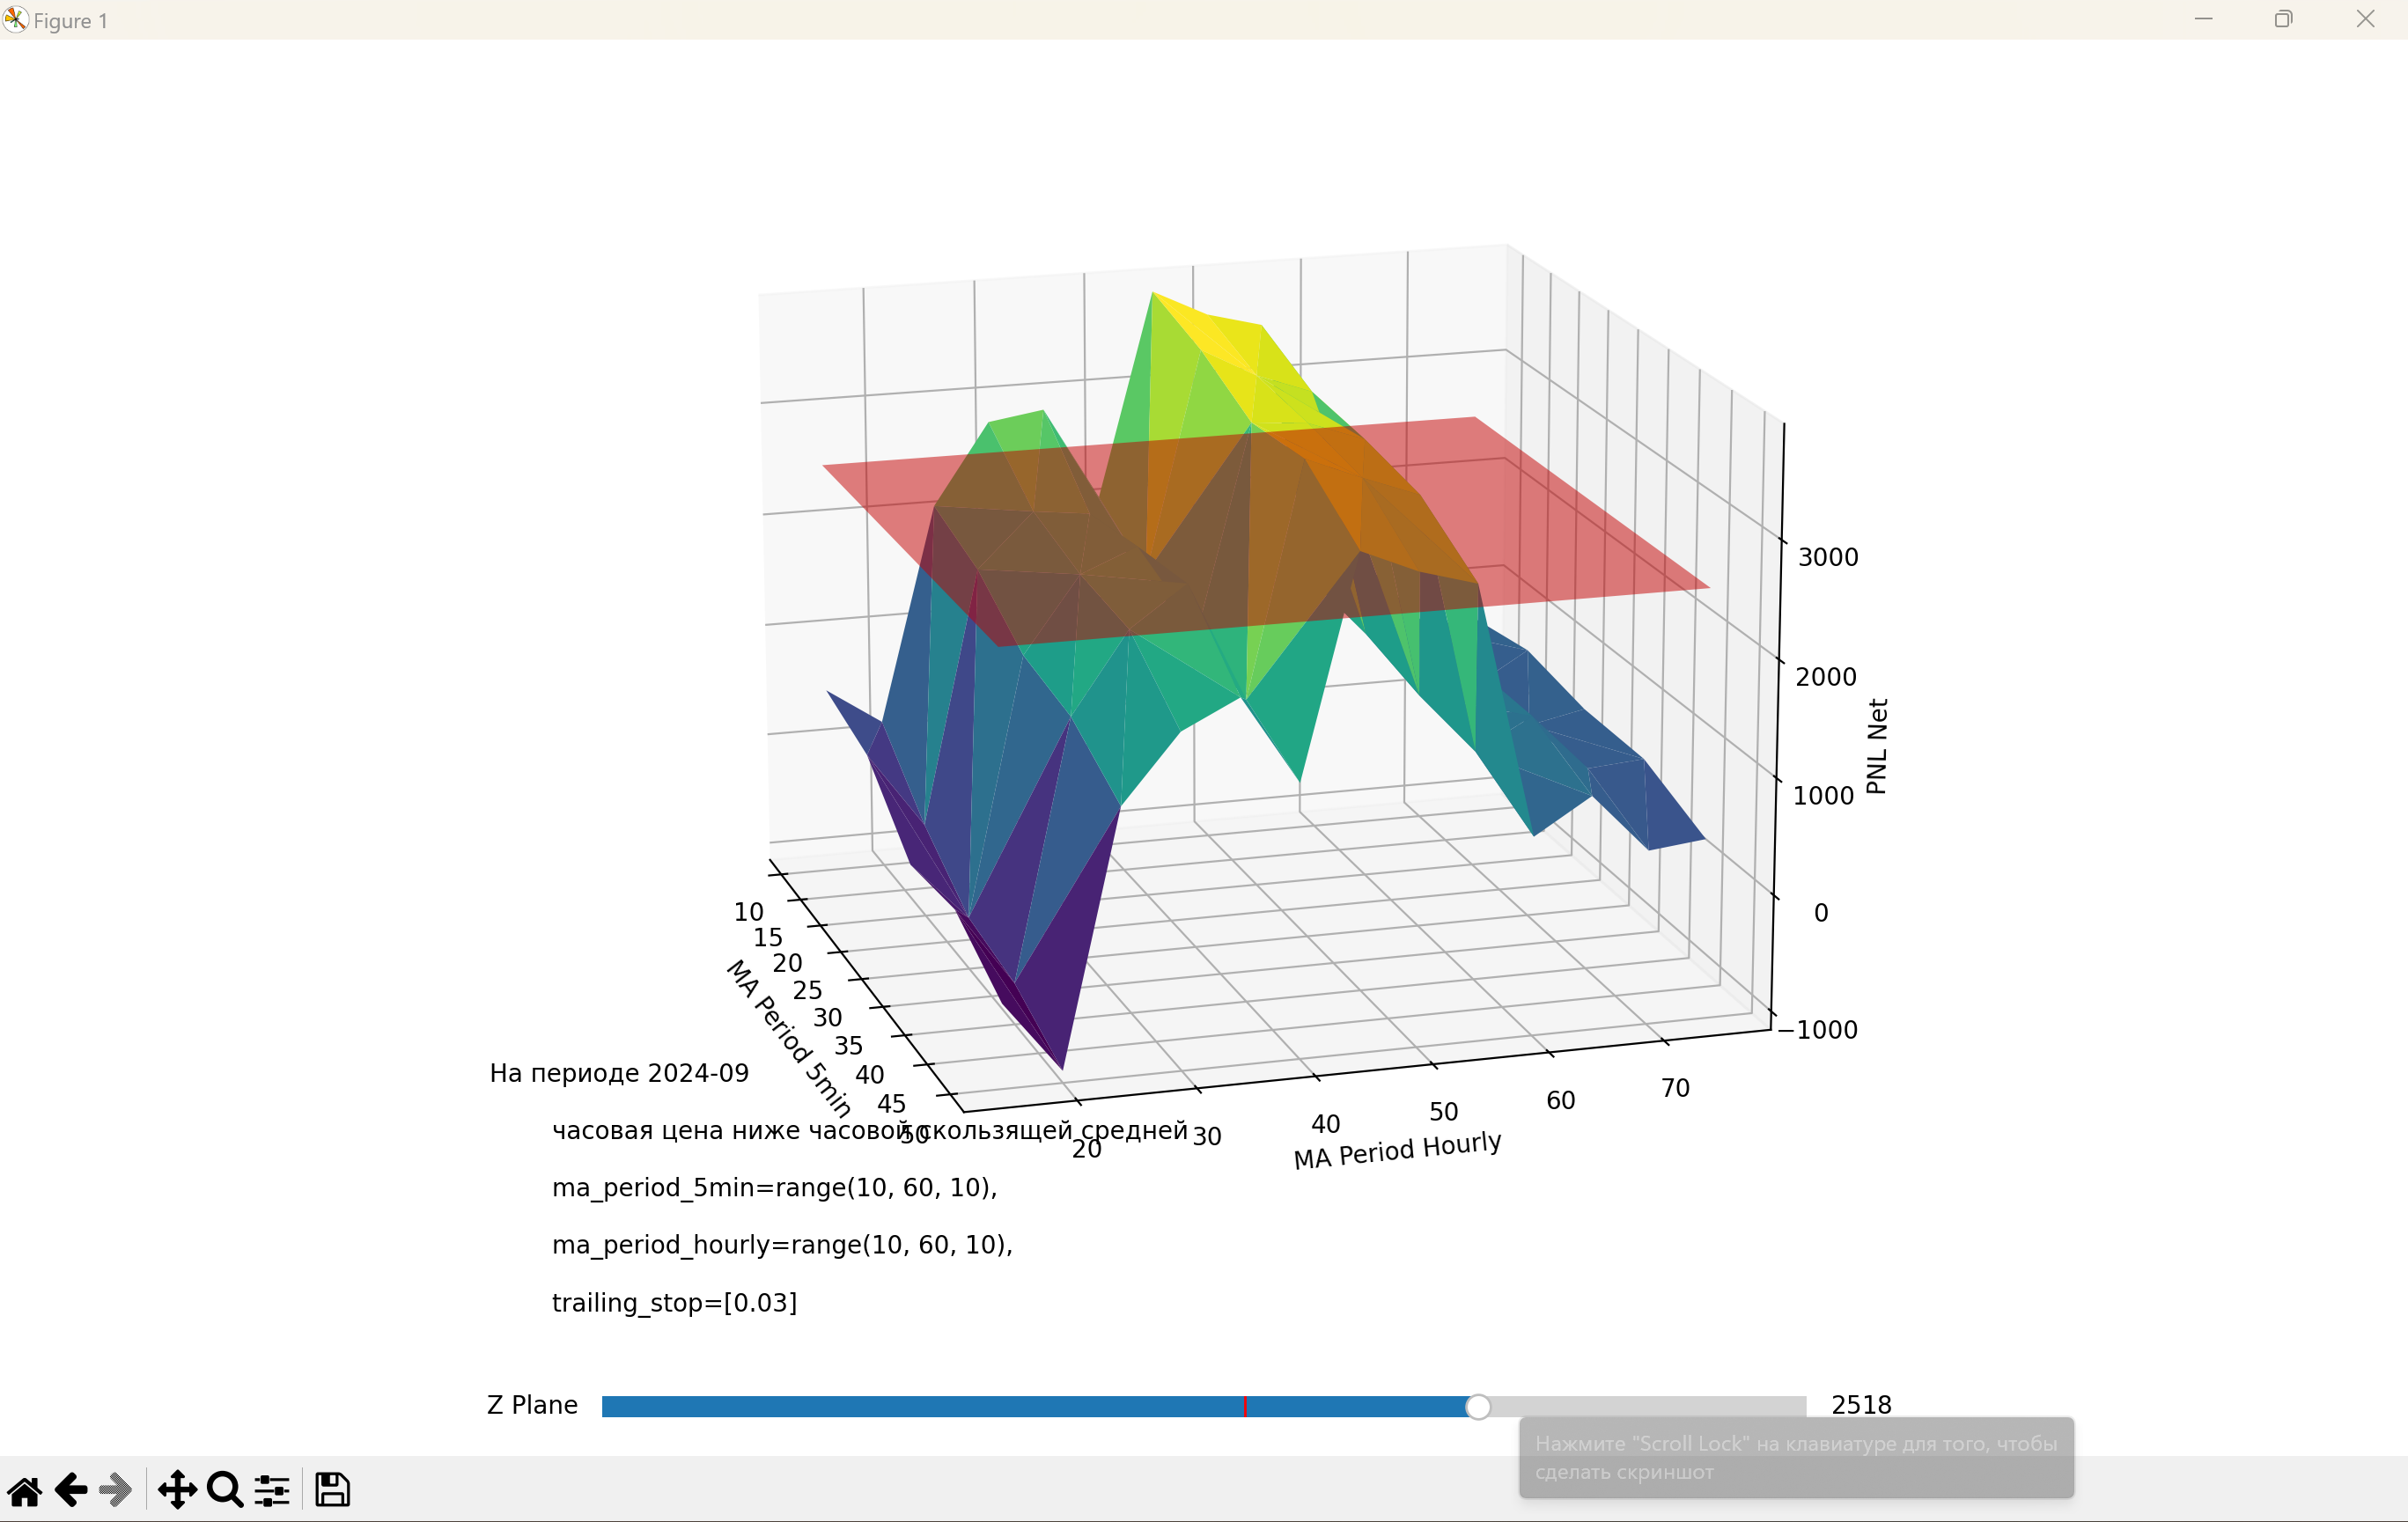 Figure 1
3000
2000
1000
0
−1000
PNL Net
10
15
20
25
30
35
40
45
50
MA Period 5min
20
30
40
50
60
70
MA Period Hourly
На периоде 2024-09
часовая цена ниже часовой скользящей средней
ma_period_5min=range(10, 60, 10),
ma_period_hourly=range(10, 60, 10),
trailing_stop=[0.03]
Z Plane
2518
Нажмите "Scroll Lock" на клавиатуре для того, чтобы
сделать скриншот